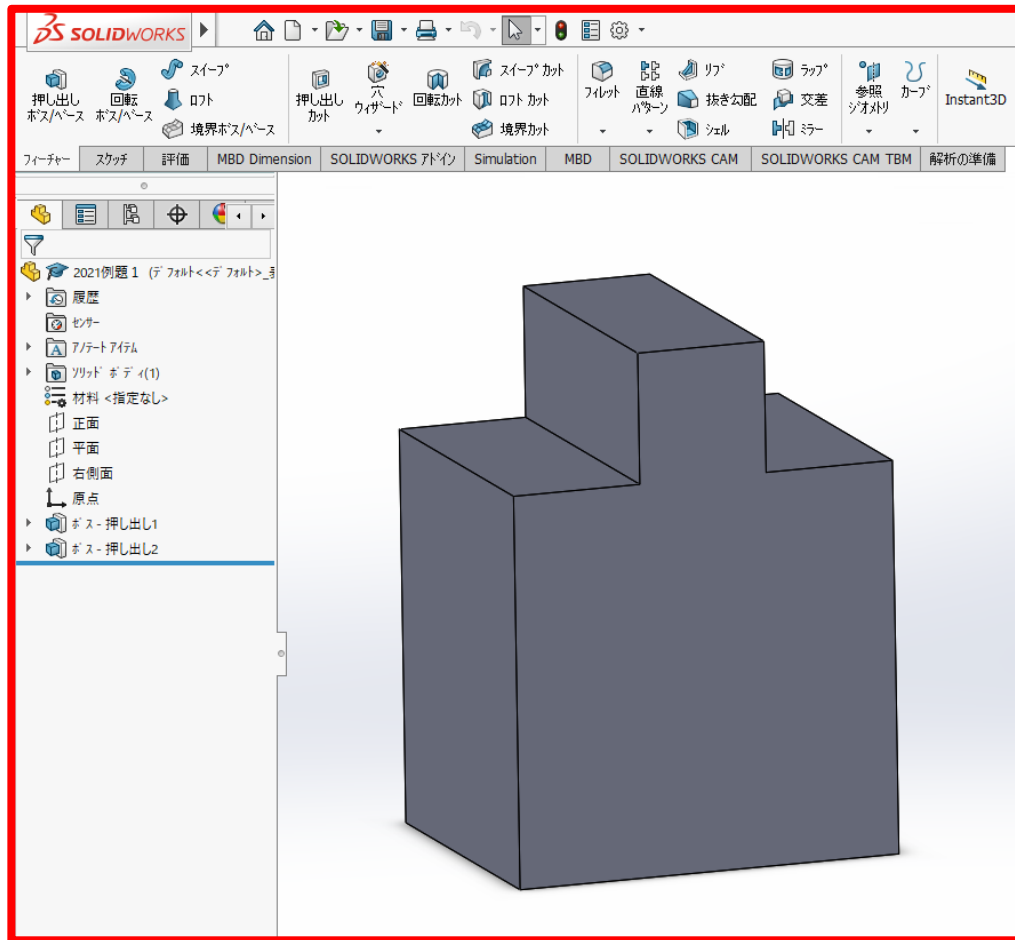 SOLIDWORKS
押し出し
ボス/ベース
回転
ボス/ベース
スイープ
ロフト
境界ボス/ベース
押し出し
カット
穴
ウィザード
回転カット
スイープ カット
ロフト カット
境界カット
フィレット
直線
パターン
リブ
抜き勾配
シェル
ラップ
交差
ミラー
参照
ジオメトリ
カーブ
Instant3D
フィーチャー
スケッチ
評価
MBD Dimension
SOLIDWORKS アドイン
Simulation
MBD
SOLIDWORKS CAM
SOLIDWORKS CAM TBM
解析の準備
2021例題1 (デフォルト<<デフォルト>_
履歴
センサー
アノテート アイテム
ソリッド ボディ(1)
材料 <指定なし>
正面
平面
右側面
原点
ボス - 押し出し1
ボス - 押し出し2